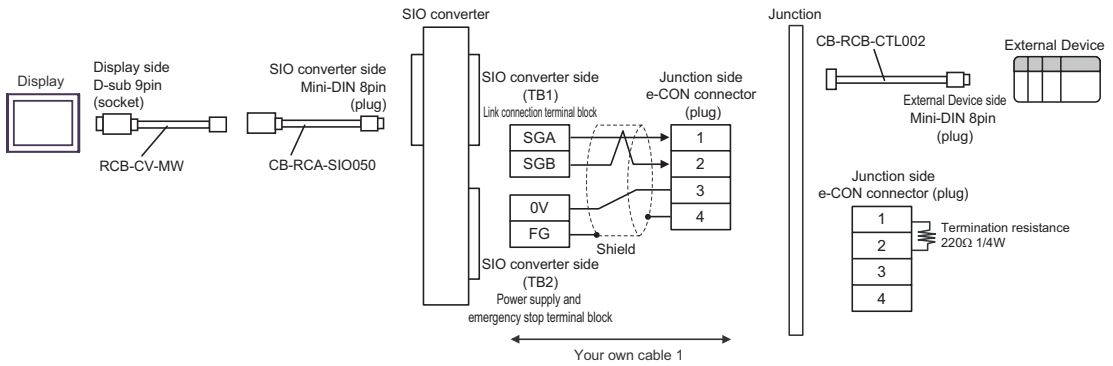 SIO converter
Junction
Display
Display side
D-sub 9pin
(socket)
RCB-CV-MW
SIO converter side
Mini-DIN 8pin
(plug)
CB-RCA-SIO050
SIO converter side
(TB1)
Link connection terminal block
SGA
SGB
0V
FG
SIO converter side
(TB2)
Power supply and
emergency stop terminal block
Shield
Junction side
e-CON connector
(plug)
1
2
3
4
Your own cable 1
CB-RCB-CTL002
External Device
External Device side
Mini-DIN 8pin
(plug)
Junction side
e-CON connector (plug)
1
2
3
4
Termination resistance
220Ω 1/4W